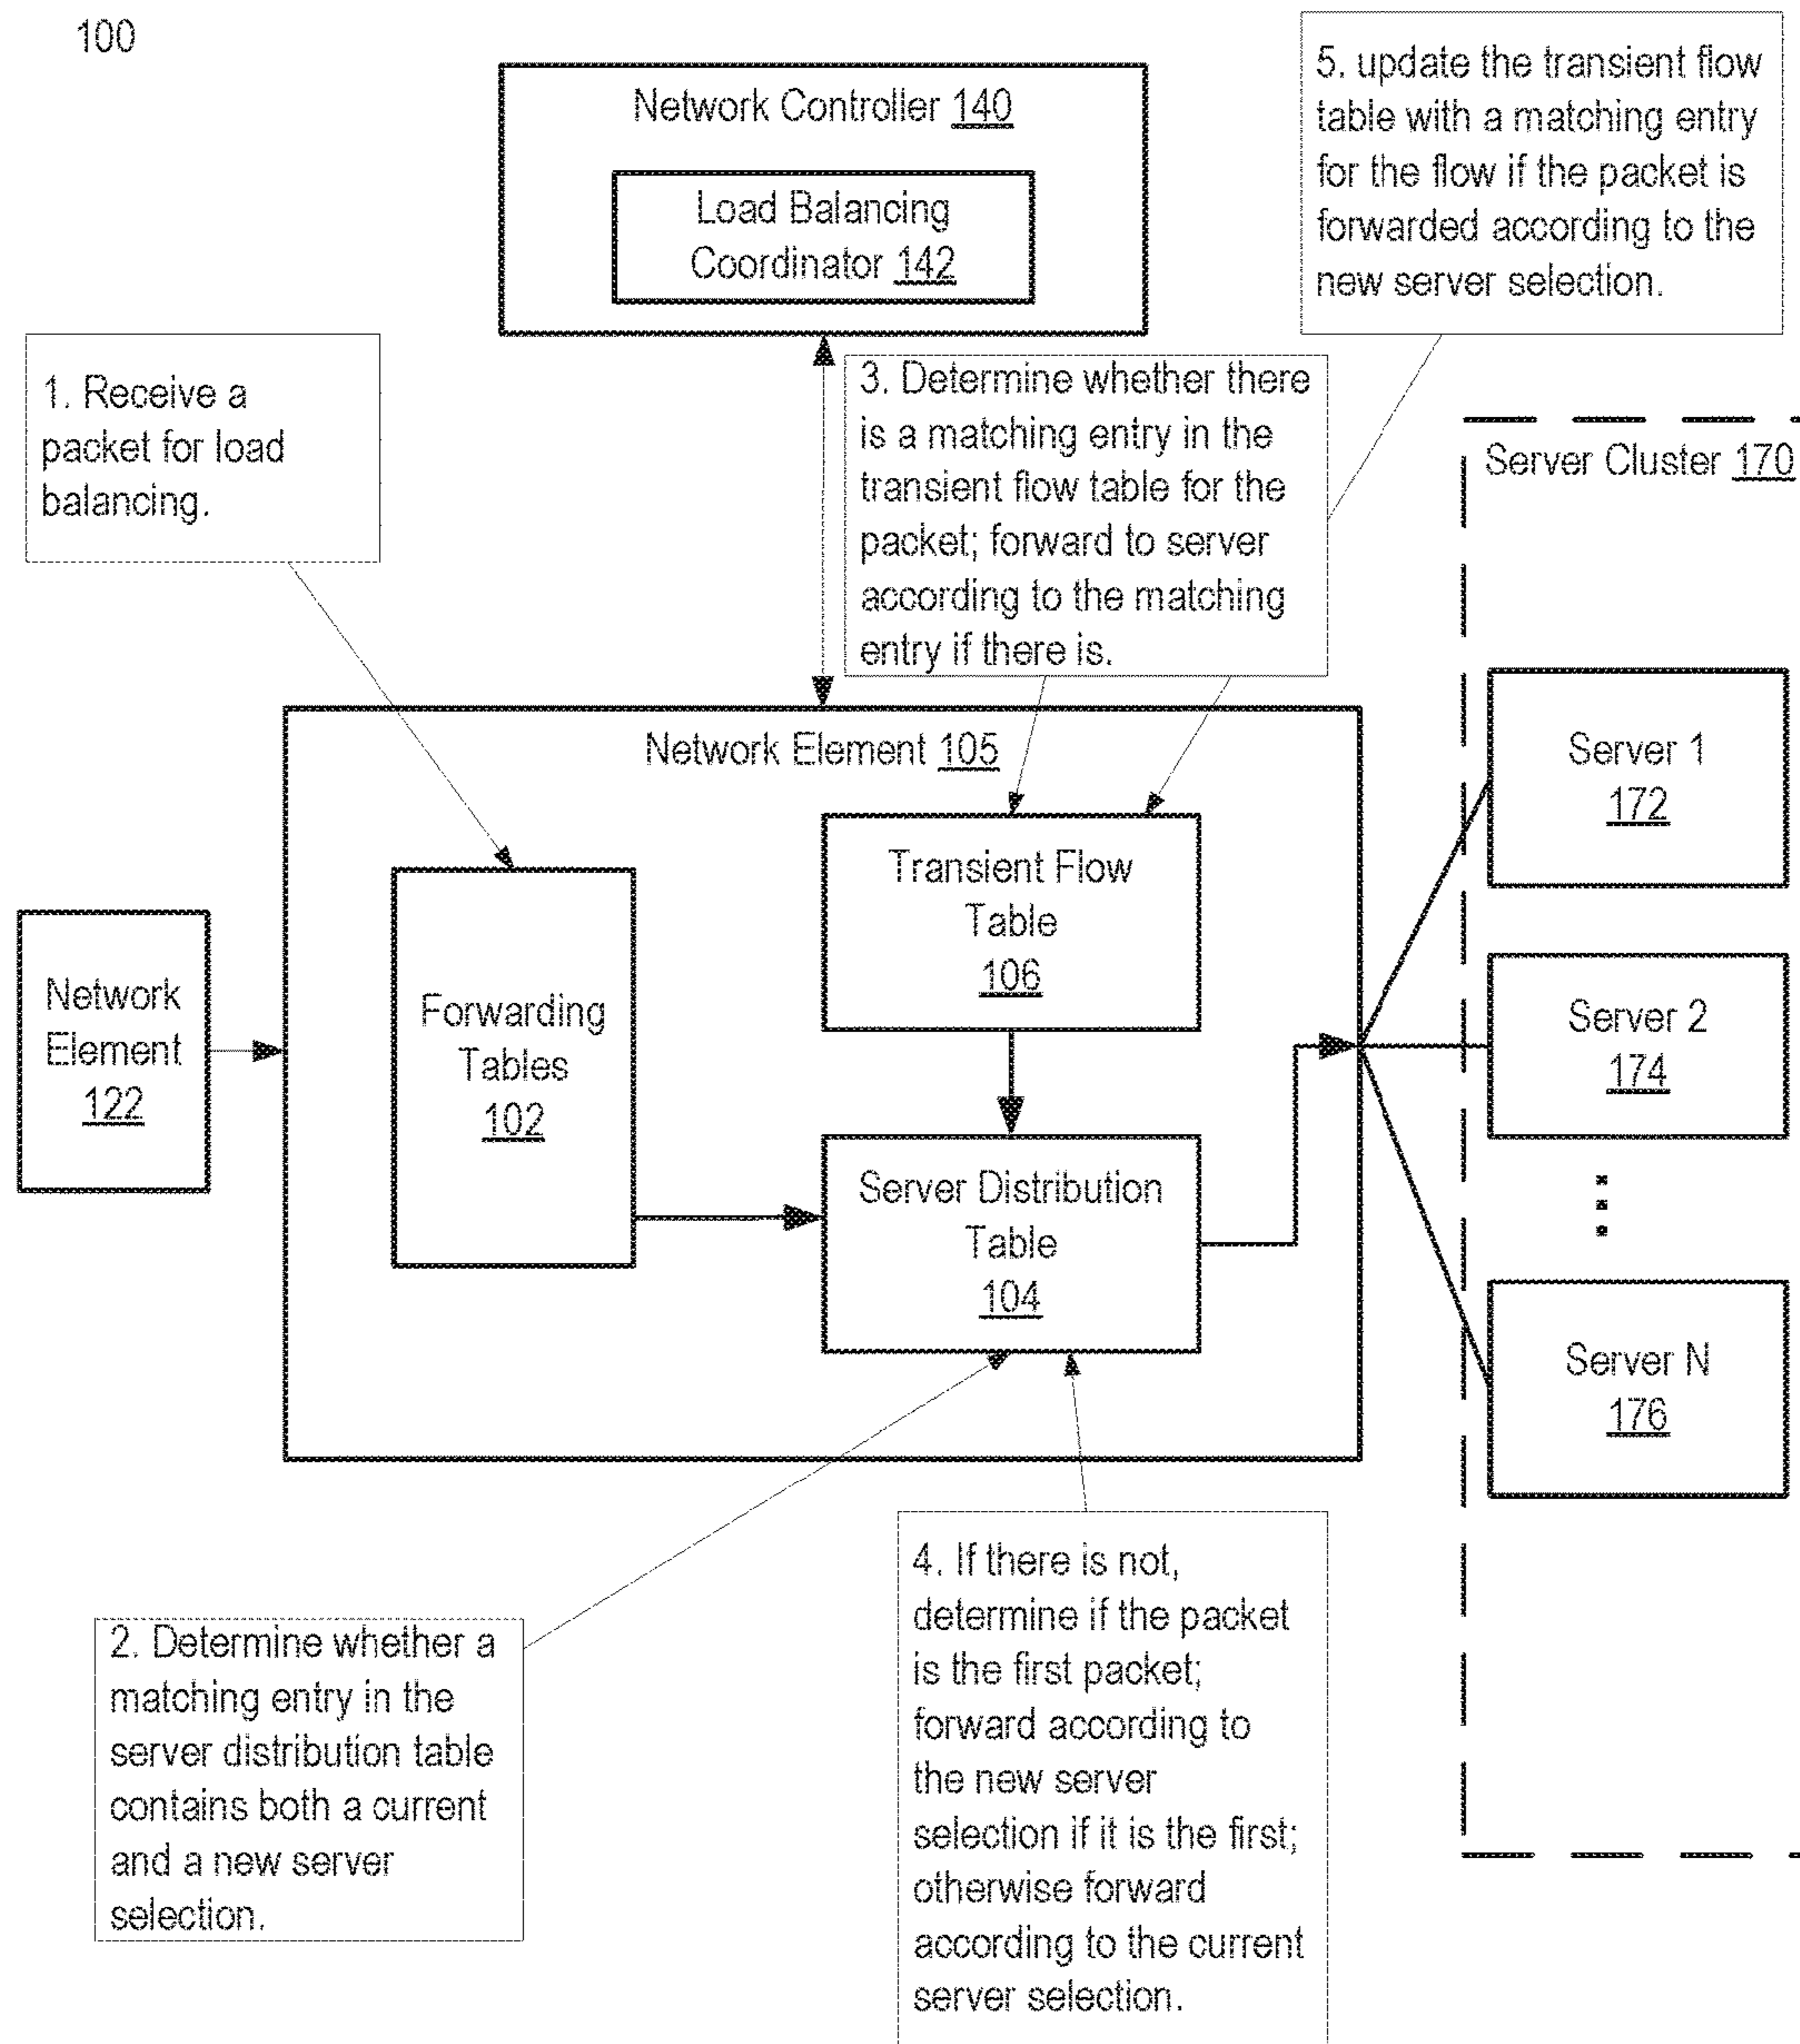 100
Network Controller 140
Load Balancing
Coordinator 142
5. update the transient flow
table with a matching entry
for the flow if the packet is
forwarded according to the
new server selection.
1. Receive a
packet for load
balancing.
3. Determine whether there
is a matching entry in the
transient flow table for the
packet; forward to server
according to the matching
entry if there is.
Server Cluster 170
Network Element 105
Server 1
172
Transient Flow
Table
106
Network
Element
122
Forwarding
Tables
102
Server 2
174
Server Distribution
Table
104
Server N
176
2. Determine whether a
matching entry in the
server distribution table
contains both a current
and a new server
selection.
4. If there is not,
determine if the packet
is the first packet;
forward according to
the new server
selection if it is the first;
otherwise forward
according to the current
server selection.